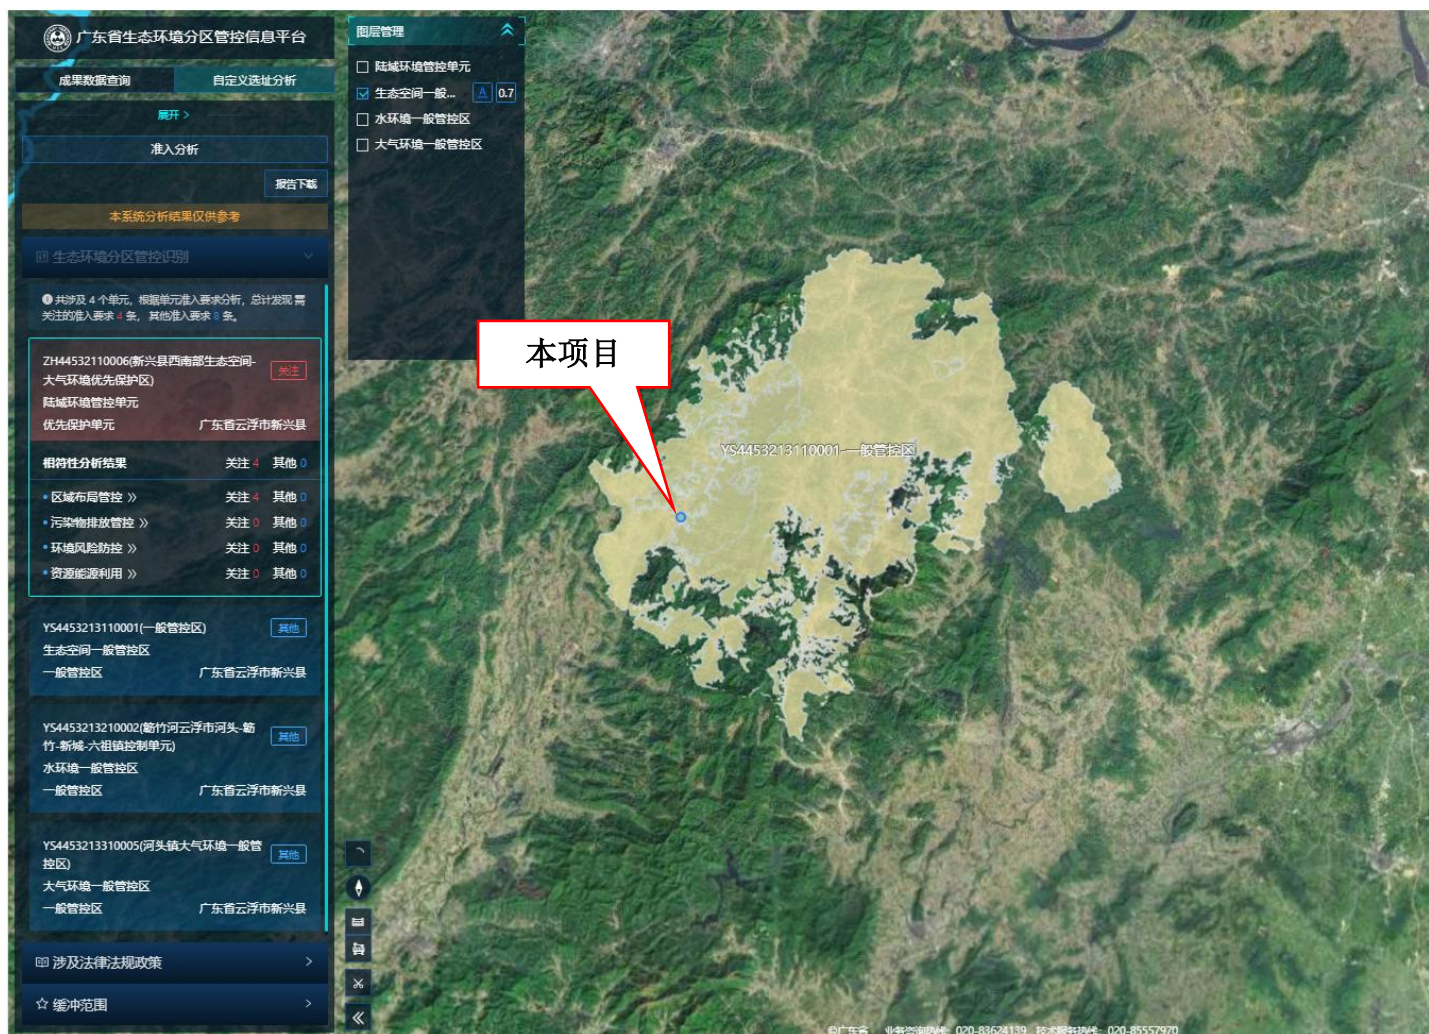 广东省生态环境分区管控信息平台
成果数据查询
自定义选址分析
展开 >
准入分析
报告下载
本系统分析结果仅供参考
生态环境分区管控识别
共涉及 4 个单元，根据单元准入要求分析，总计发现 需
关注的准入要求 4 条，其他准入要求 8 条。
ZH44532110006(新兴县西南部生态空间-
大气环境优先保护区)
关注
陆域环境管控单元
优先保护单元
广东省云浮市新兴县
相符性分析结果
关注 4 其他 0
• 区域布局管控 »
关注 4 其他 0
• 污染物排放管控 »
关注 0 其他 0
• 环境风险防控 »
关注 0 其他 0
• 资源能源利用 »
关注 0 其他 0
YS4453213110001(一般管控区)
其他
生态空间一般管控区
一般管控区
广东省云浮市新兴县
YS4453213210002(簕竹河云浮市河头-簕
竹-新城-六祖镇控制单元)
其他
水环境一般管控区
一般管控区
广东省云浮市新兴县
YS4453213310005(河头镇大气环境一般管
控区)
其他
大气环境一般管控区
一般管控区
广东省云浮市新兴县
涉及法律法规政策
缓冲范围
图层管理
陆域环境管控单元
生态空间一般...
A
0.7
水环境一般管控区
大气环境一般管控区
本项目
YS4453213110001-一般管控区
©广东省 业务咨询热线: 020-83624139 技术服务热线: 020-85557970